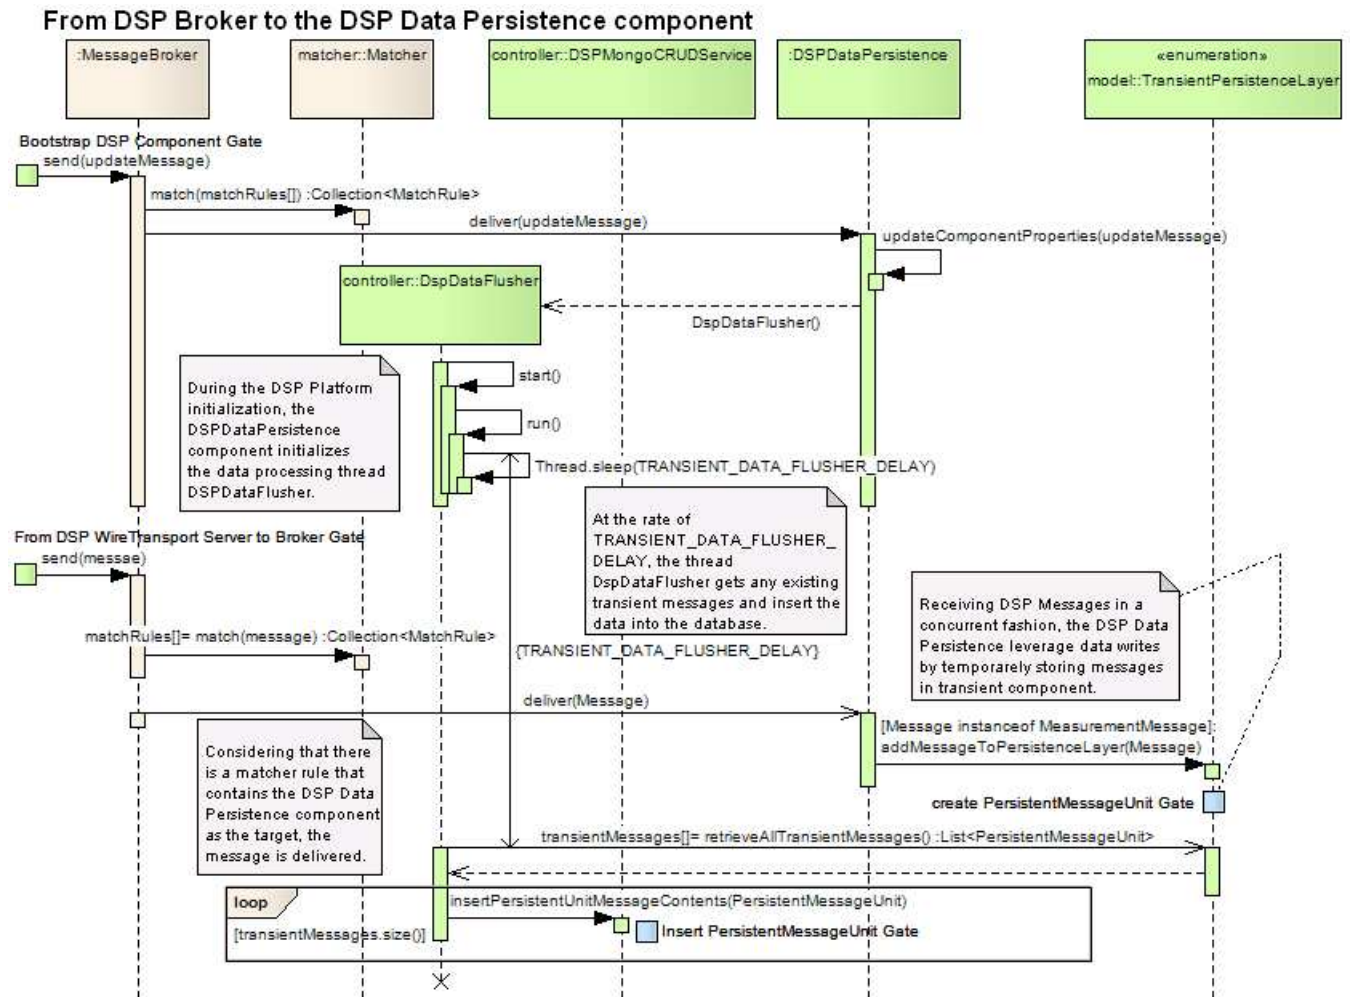 From DSP Broker to the DSP Data Persistence component
:MessageBroker
matcher::Matcher
controller::DSPMongoCRUDService
:DSPDataPersistence
«enumeration»
model::TransientPersistenceLayer
Bootstrap DSP Component Gate
send(updateMessage)
match(matchRules[]) :Collection<MatchRule>
deliver(updateMessage)
updateComponentProperties(updateMessage)
controller::DspDataFlusher
DspDataFlusher()
During the DSP Platform
initialization, the
DSPDataPersistence
component initializes
the data processing thread
DSPDataFlusher.
start()
run()
Thread.sleep(TRANSIENT_DATA_FLUSHER_DELAY)
At the rate of
TRANSIENT_DATA_FLUSHER_
DELAY, the thread
DspDataFlusher gets any existing
transient messages and insert the
data into the database.
From DSP WireTransport Server to Broker Gate
send(messae)
Receiving DSP Messages in a
concurrent fashion, the DSP Data
Persistence leverage data writes
by temporarely storing messages
in transient component.
matchRules[]= match(message) :Collection<MatchRule>
{TRANSIENT_DATA_FLUSHER_DELAY}
deliver(Message)
[Message instanceof MeasurementMessage]:
addMessageToPersistenceLayer(Message)
Considering that there
is a matcher rule that
contains the DSP Data
Persistence component
as the target, the
message is delivered.
create PersistentMessageUnit Gate
transientMessages[]= retrieveAllTransientMessages() :List<PersistentMessageUnit>
loop
[transientMessages.size()]
insertPersistentUnitMessageContents(PersistentMessageUnit)
Insert PersistentMessageUnit Gate